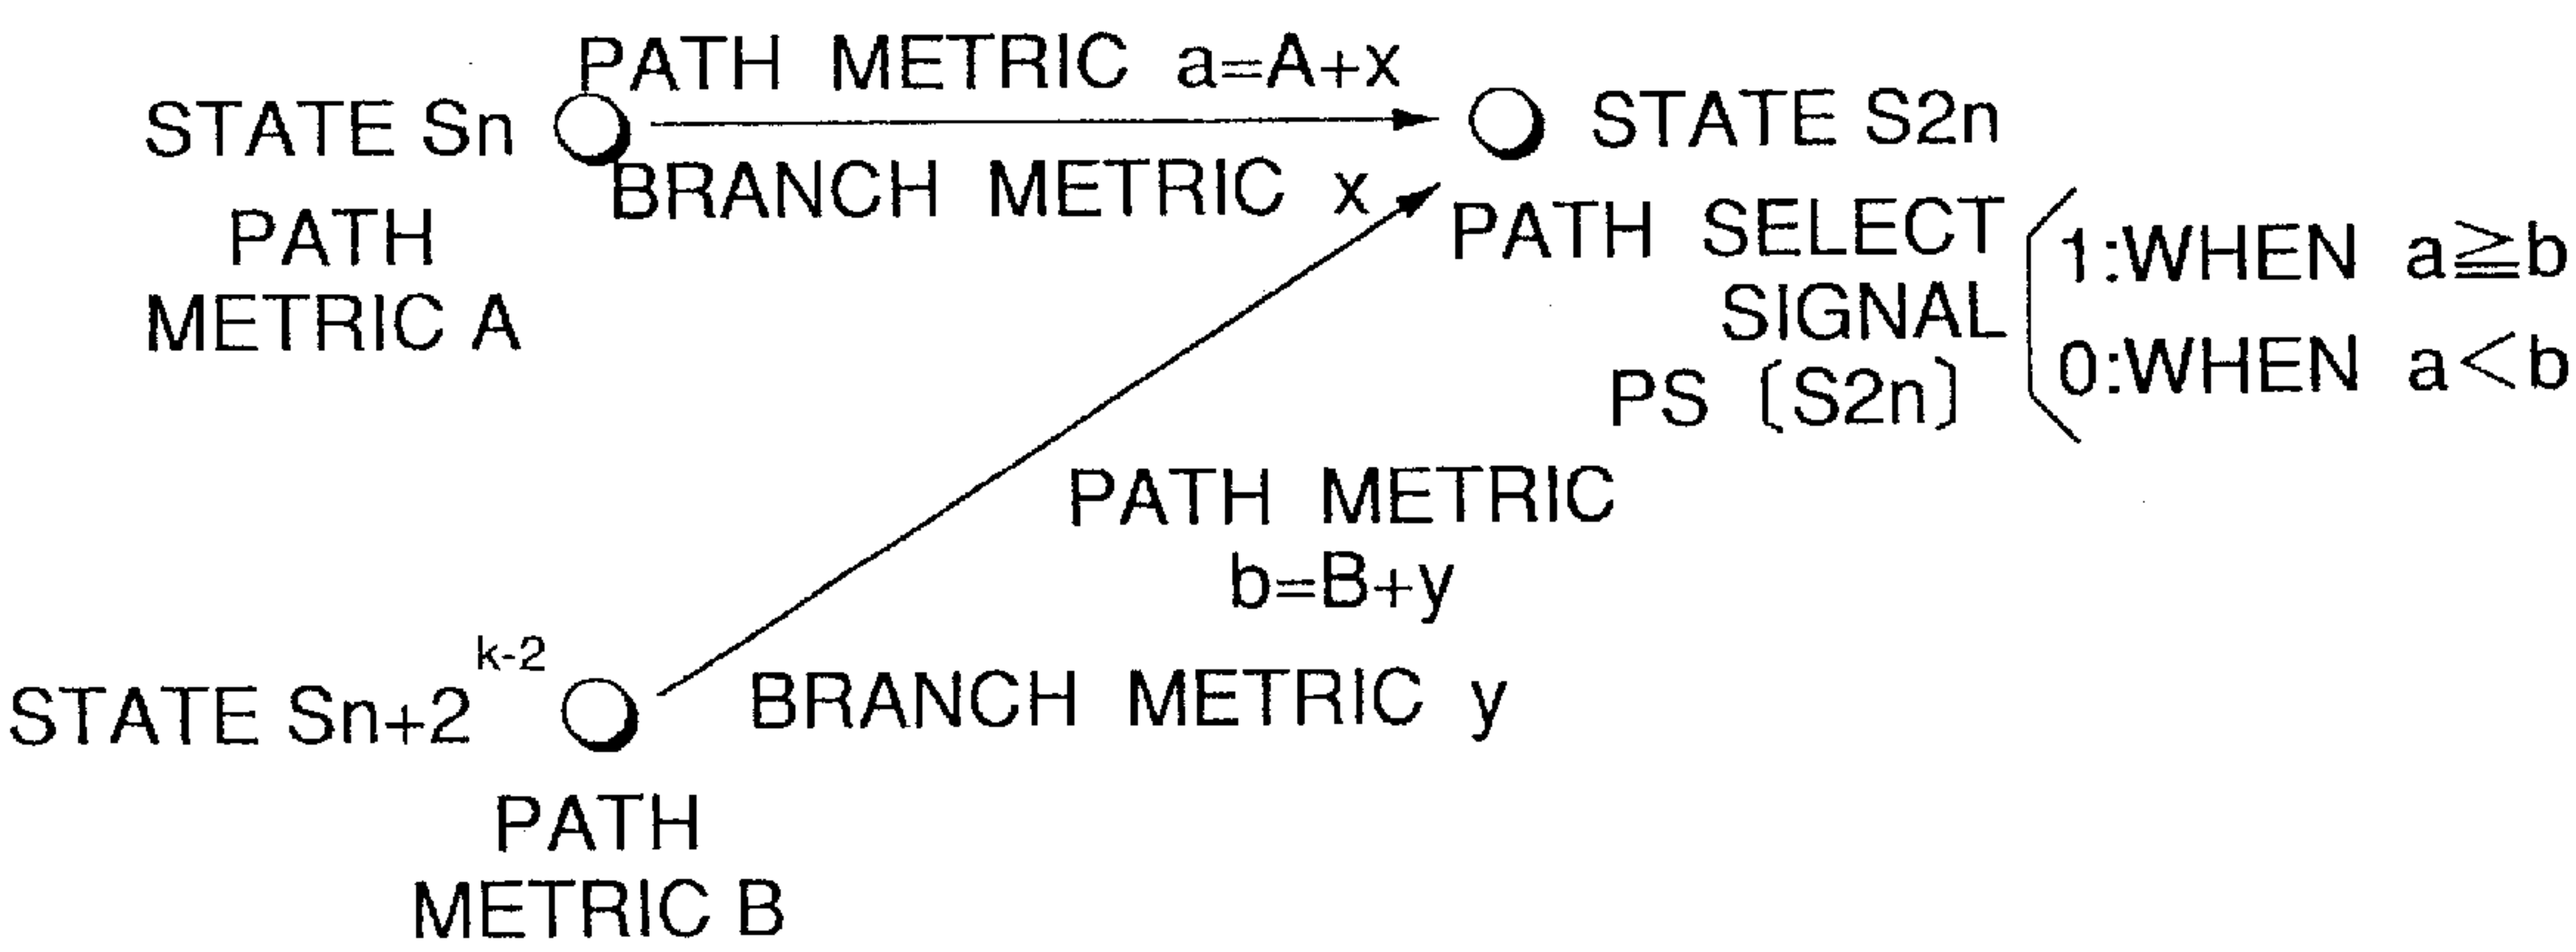 PATH METRIC a=A+x
STATE Sn
STATE S2n
BRANCH METRIC x
PATH
METRIC A
PATH SELECT
SIGNAL
PS [S2n]
1:WHEN a≧b
0:WHEN a<b
PATH METRIC
b=B+y
STATE Sn+2^k-2
BRANCH METRIC y
PATH
METRIC B